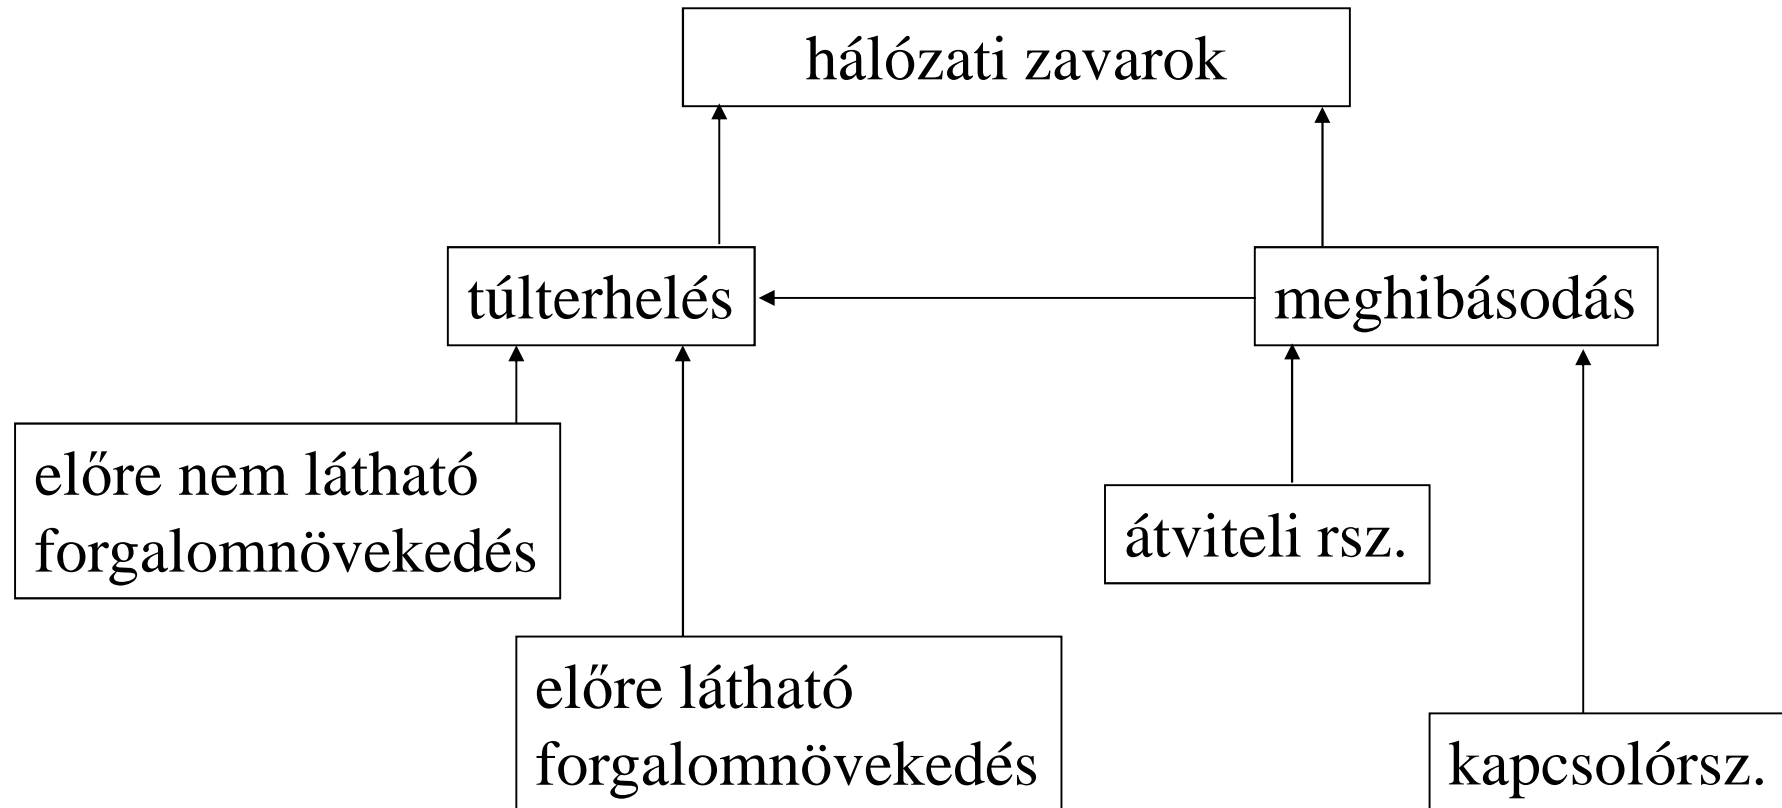 hálózati zavarok
túlterhelés
meghibásodás
előre nem látható
forgalomnövekedés
átviteli rsz.
előre látható
forgalomnövekedés
kapcsolórsz.